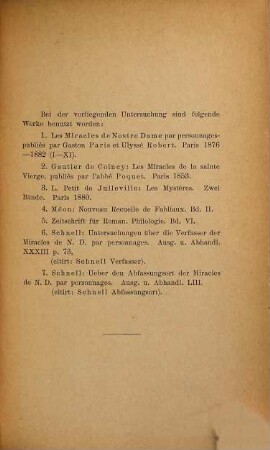 Bei der vorliegenden Untersuchung sind folgende
Werke benutzt worden:
1. Les Miracles de Nostre Dame par personnages
publiés par Gaston Paris et Ulysse Robert. Paris 1876
—1882 (I—XI).
2. Gautier de Coincy: Les Miracles de la sainte
Vierge, publiés par l'abbé Poquet. Paris 1853.
3. L. Petit de Julleville: Les Mystères. Zwei
Bände. Paris 1880.
4. Méon: Nouveau Recueile de Fabliaux. Bd. II.
5. Zeitschrift für Roman. Philologie. Bd. VI.
6. Schnell: Untersuchungen über die Verfasser der
Miracles de N. D. par personnages. Ausg. u. Abhandl.
XXXIII p. 73,
(citirt: Schnell Verfasser).
7. Schnell: Ueber den Abfassungsort der Miracles
de N. D. par personnages. Ausg. u. Abhandl. LIII.
(citirt: Schnell Abfassungsort).